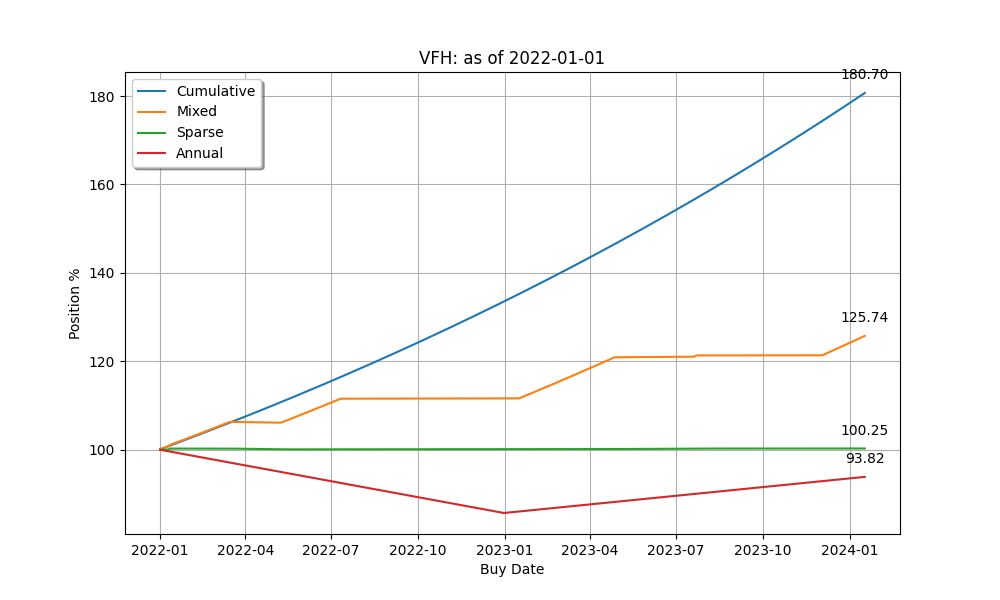 VFH: as of 2022-01-01
180.70
180
Cumulative
Mixed
Sparse
Annual
160
140
125.74
120
100.25
100
93.82
Position %
2022-01 2022-04 2022-07 2022-10 2023-01 2023-04 2023-07 2023-10 2024-01
Buy Date